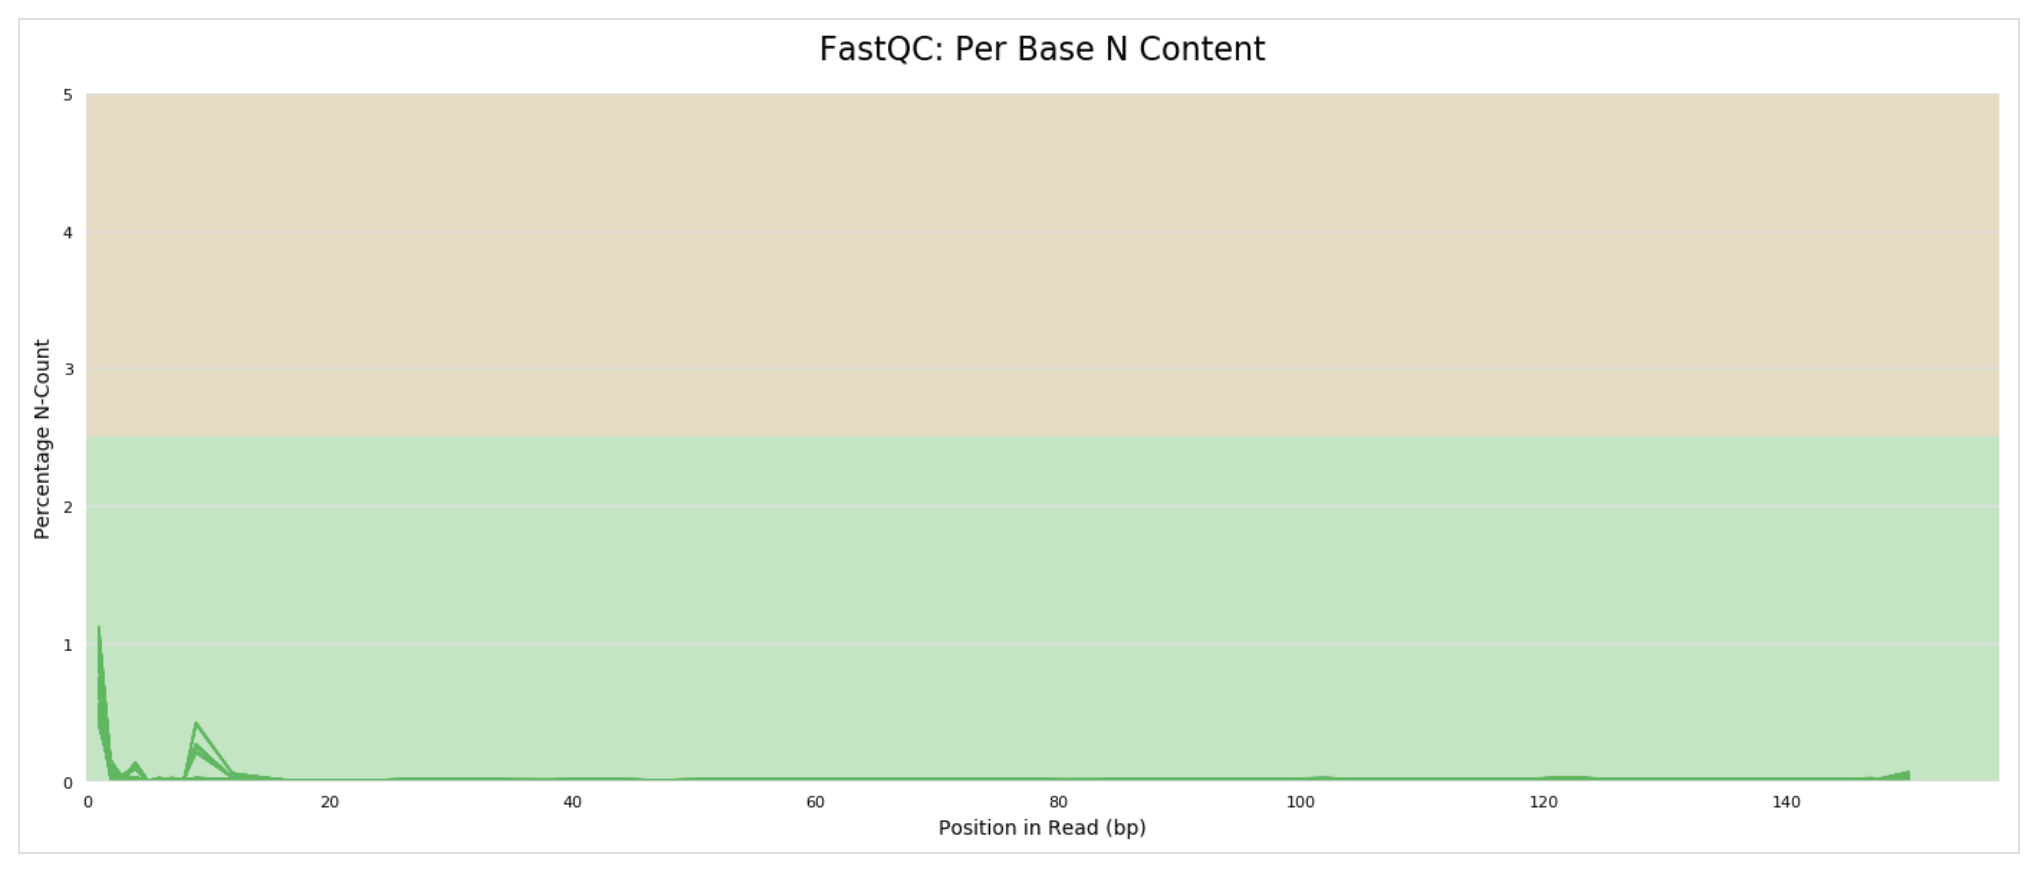 FastQC: Per Base N Content
5
4
3
2
1
0
Percentage N-Count
0 20 40 60 80 100 120 140
Position in Read (bp)